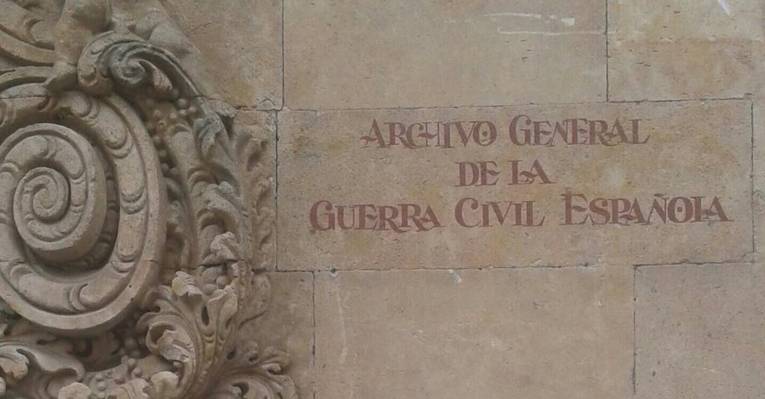 ARCHIVO GENERAL
DE LA
GUERRA CIVIL ESPAÑOLA